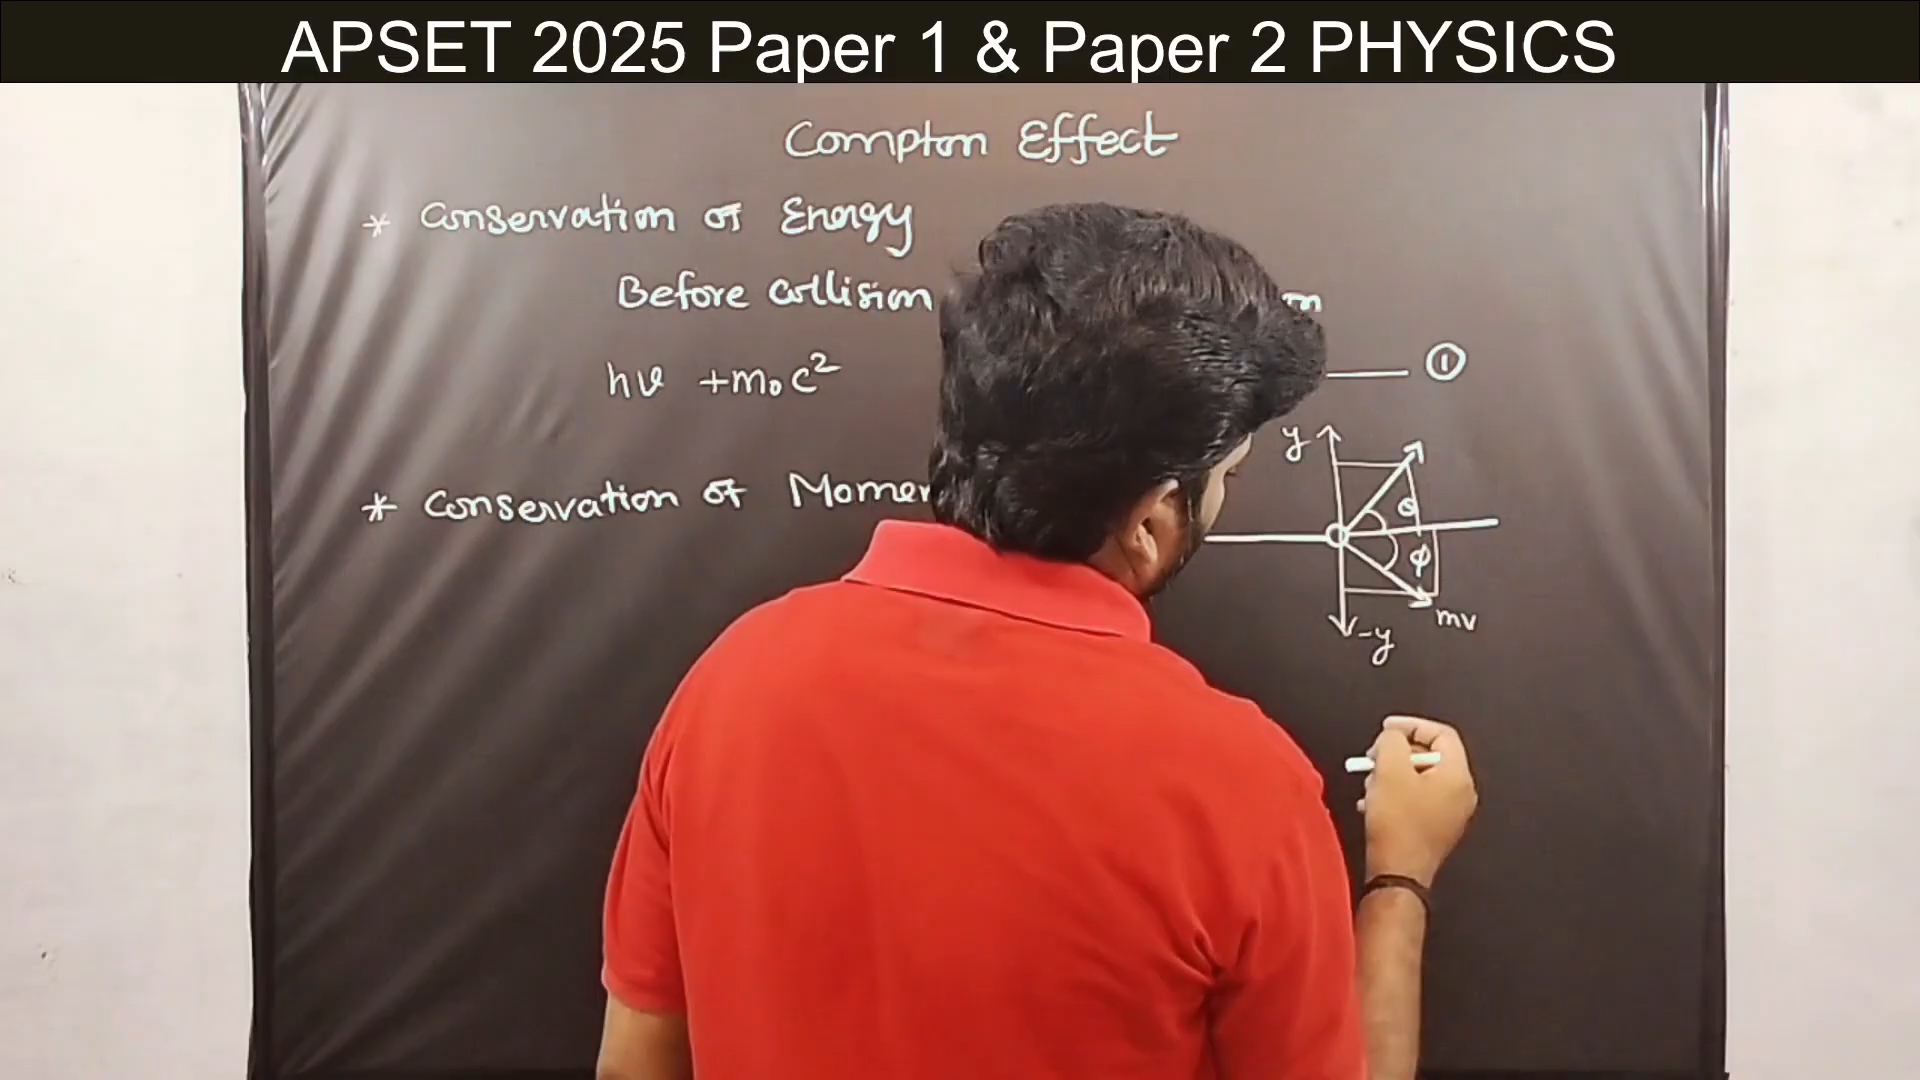 APSET 2025 Paper 1 & Paper 2 PHYSICS
Compton Effect
* Conservation of Energy
Before collision
hν + m₀c² ①
y
θ
* Conservation of
φ
mv
-y